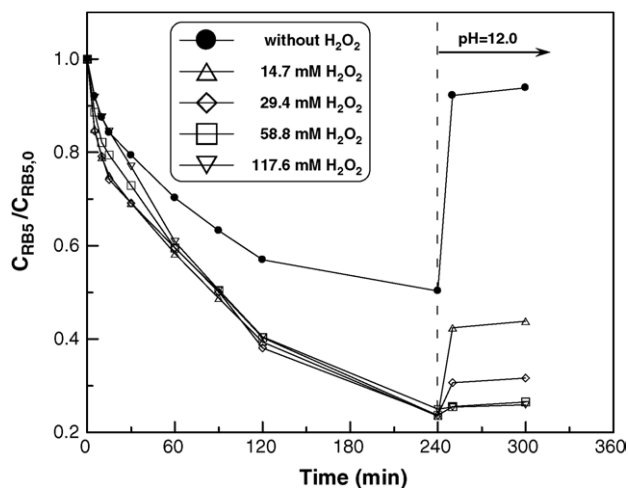 C_RB5/C_RB5,0
1.0
0.8
0.6
0.4
0.2
without H₂O₂
14.7 mM H₂O₂
29.4 mM H₂O₂
58.8 mM H₂O₂
117.6 mM H₂O₂
pH=12.0
0 60 120 180 240 300 360
Time (min)